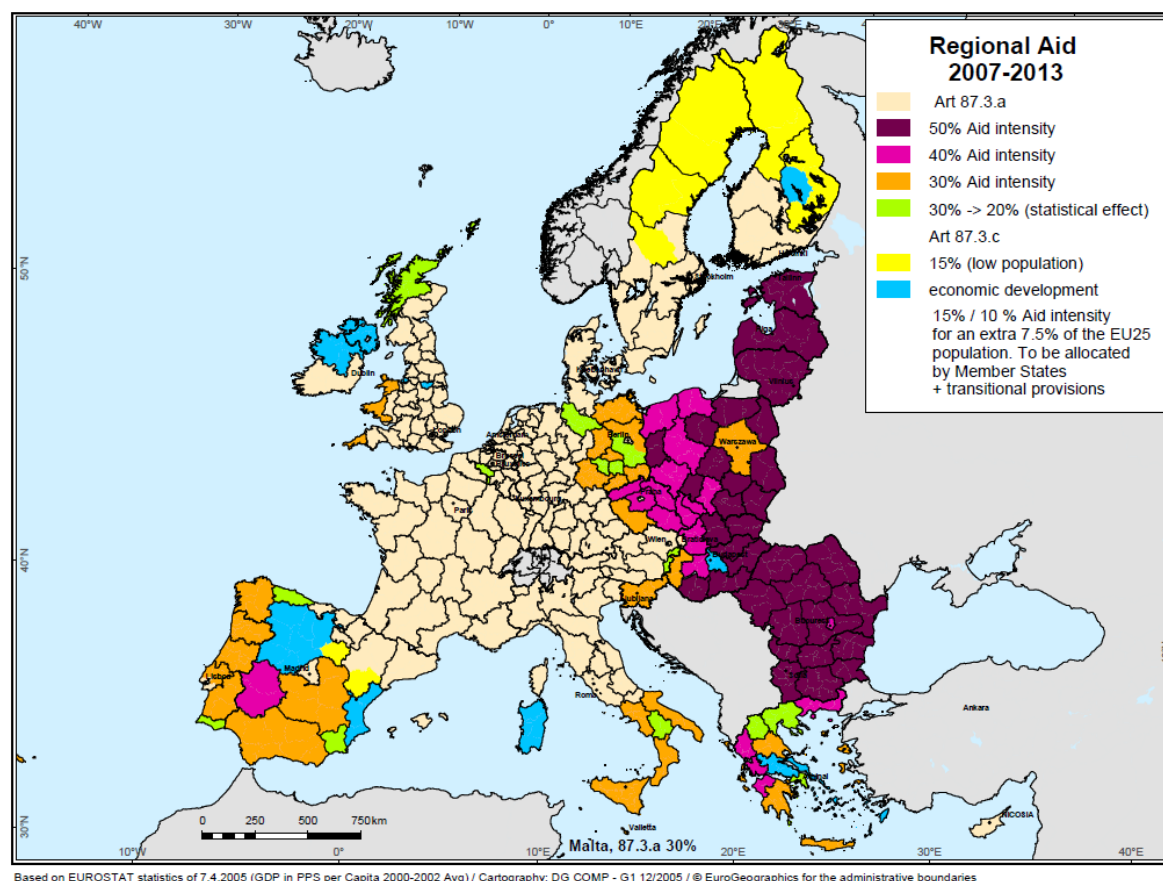 40°W 30°W 20°W 10°W 0° 10°E 20°E 30°E 40°E
Regional Aid
2007-2013
Art 87.3.a
50% Aid intensity
40% Aid intensity
30% Aid intensity
30% -> 20% (statistical effect)
Art 87.3.c
15% (low population)
economic development
15% / 10 % Aid intensity
for an extra 7.5% of the EU25
population. To be allocated
by Member States
+ transitional provisions
50°N
Dublin
Berlin
Warszawa
Wien
40°N
Madrid
Lisboa
Roma
Ankara
NICOSIA
30°N
0 250 500 750 km
Valletta
Malta, 87.3.a 30%
10°W 0° 10°E 20°E 30°E 40°E
Based on EUROSTAT statistics of 7.4.2005 (GDP in PPS per Capita 2000-2002 Avg) / Cartography: DG COMP - G1 12/2005 / © EuroGeographics for the administrative boundaries